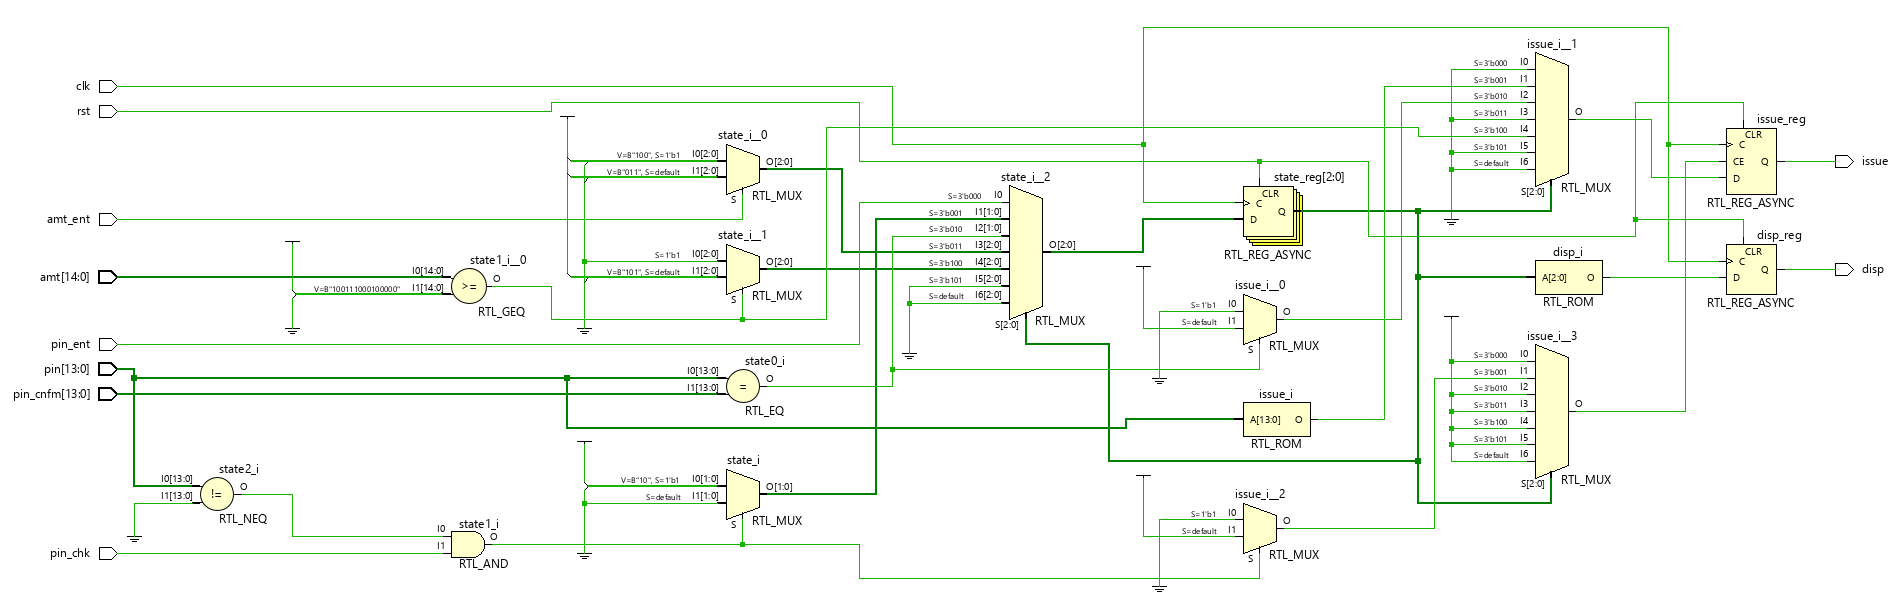 clk
rst
amt_ent
amt[14:0]
pin_ent
pin[13:0]
pin_cnfm[13:0]
pin_chk
state2_i
I0[13:0]
I1[13:0]
!=
O
RTL_NEQ
state1_i
I0
I1
O
RTL_AND
state1_i__0
I0[14:0]
V=B"100111000100000"
I1[14:0]
>=
O
RTL_GEQ
state_i__0
V=B"100", S=1'b1
I0[2:0]
V=B"011", S=default
I1[2:0]
O[2:0]
S
RTL_MUX
state_i__1
S=1'b1
I0[2:0]
V=B"101", S=default
I1[2:0]
O[2:0]
S
RTL_MUX
state0_i
I0[13:0]
I1[13:0]
=
O
RTL_EQ
state_i
V=B"10", S=1'b1
I0[1:0]
S=default
I1[1:0]
O[1:0]
S
RTL_MUX
state_i__2
S=3'b000
I0
S=3'b001
I1[1:0]
S=3'b010
I2[1:0]
S=3'b011
I3[2:0]
S=3'b100
I4[2:0]
S=3'b101
I5[2:0]
S=default
I6[2:0]
O[2:0]
S[2:0]
RTL_MUX
state_reg[2:0]
CLR
C
D
Q
RTL_REG_ASYNC
issue_i__0
S=1'b1
I0
S=default
I1
O
S
RTL_MUX
issue_i
A[13:0]
O
RTL_ROM
issue_i__2
S=1'b1
I0
S=default
I1
O
S
RTL_MUX
issue_i__1
S=3'b000
I0
S=3'b001
I1
S=3'b010
I2
S=3'b011
I3
S=3'b100
I4
S=3'b101
I5
S=default
I6
O
S[2:0]
RTL_MUX
disp_i
A[2:0]
O
RTL_ROM
issue_i__3
S=3'b000
I0
S=3'b001
I1
S=3'b010
I2
S=3'b011
I3
S=3'b100
I4
S=3'b101
I5
S=default
I6
O
S[2:0]
RTL_MUX
issue_reg
CLR
C
CE
D
Q
RTL_REG_ASYNC
disp_reg
CLR
C
D
Q
RTL_REG_ASYNC
issue
disp